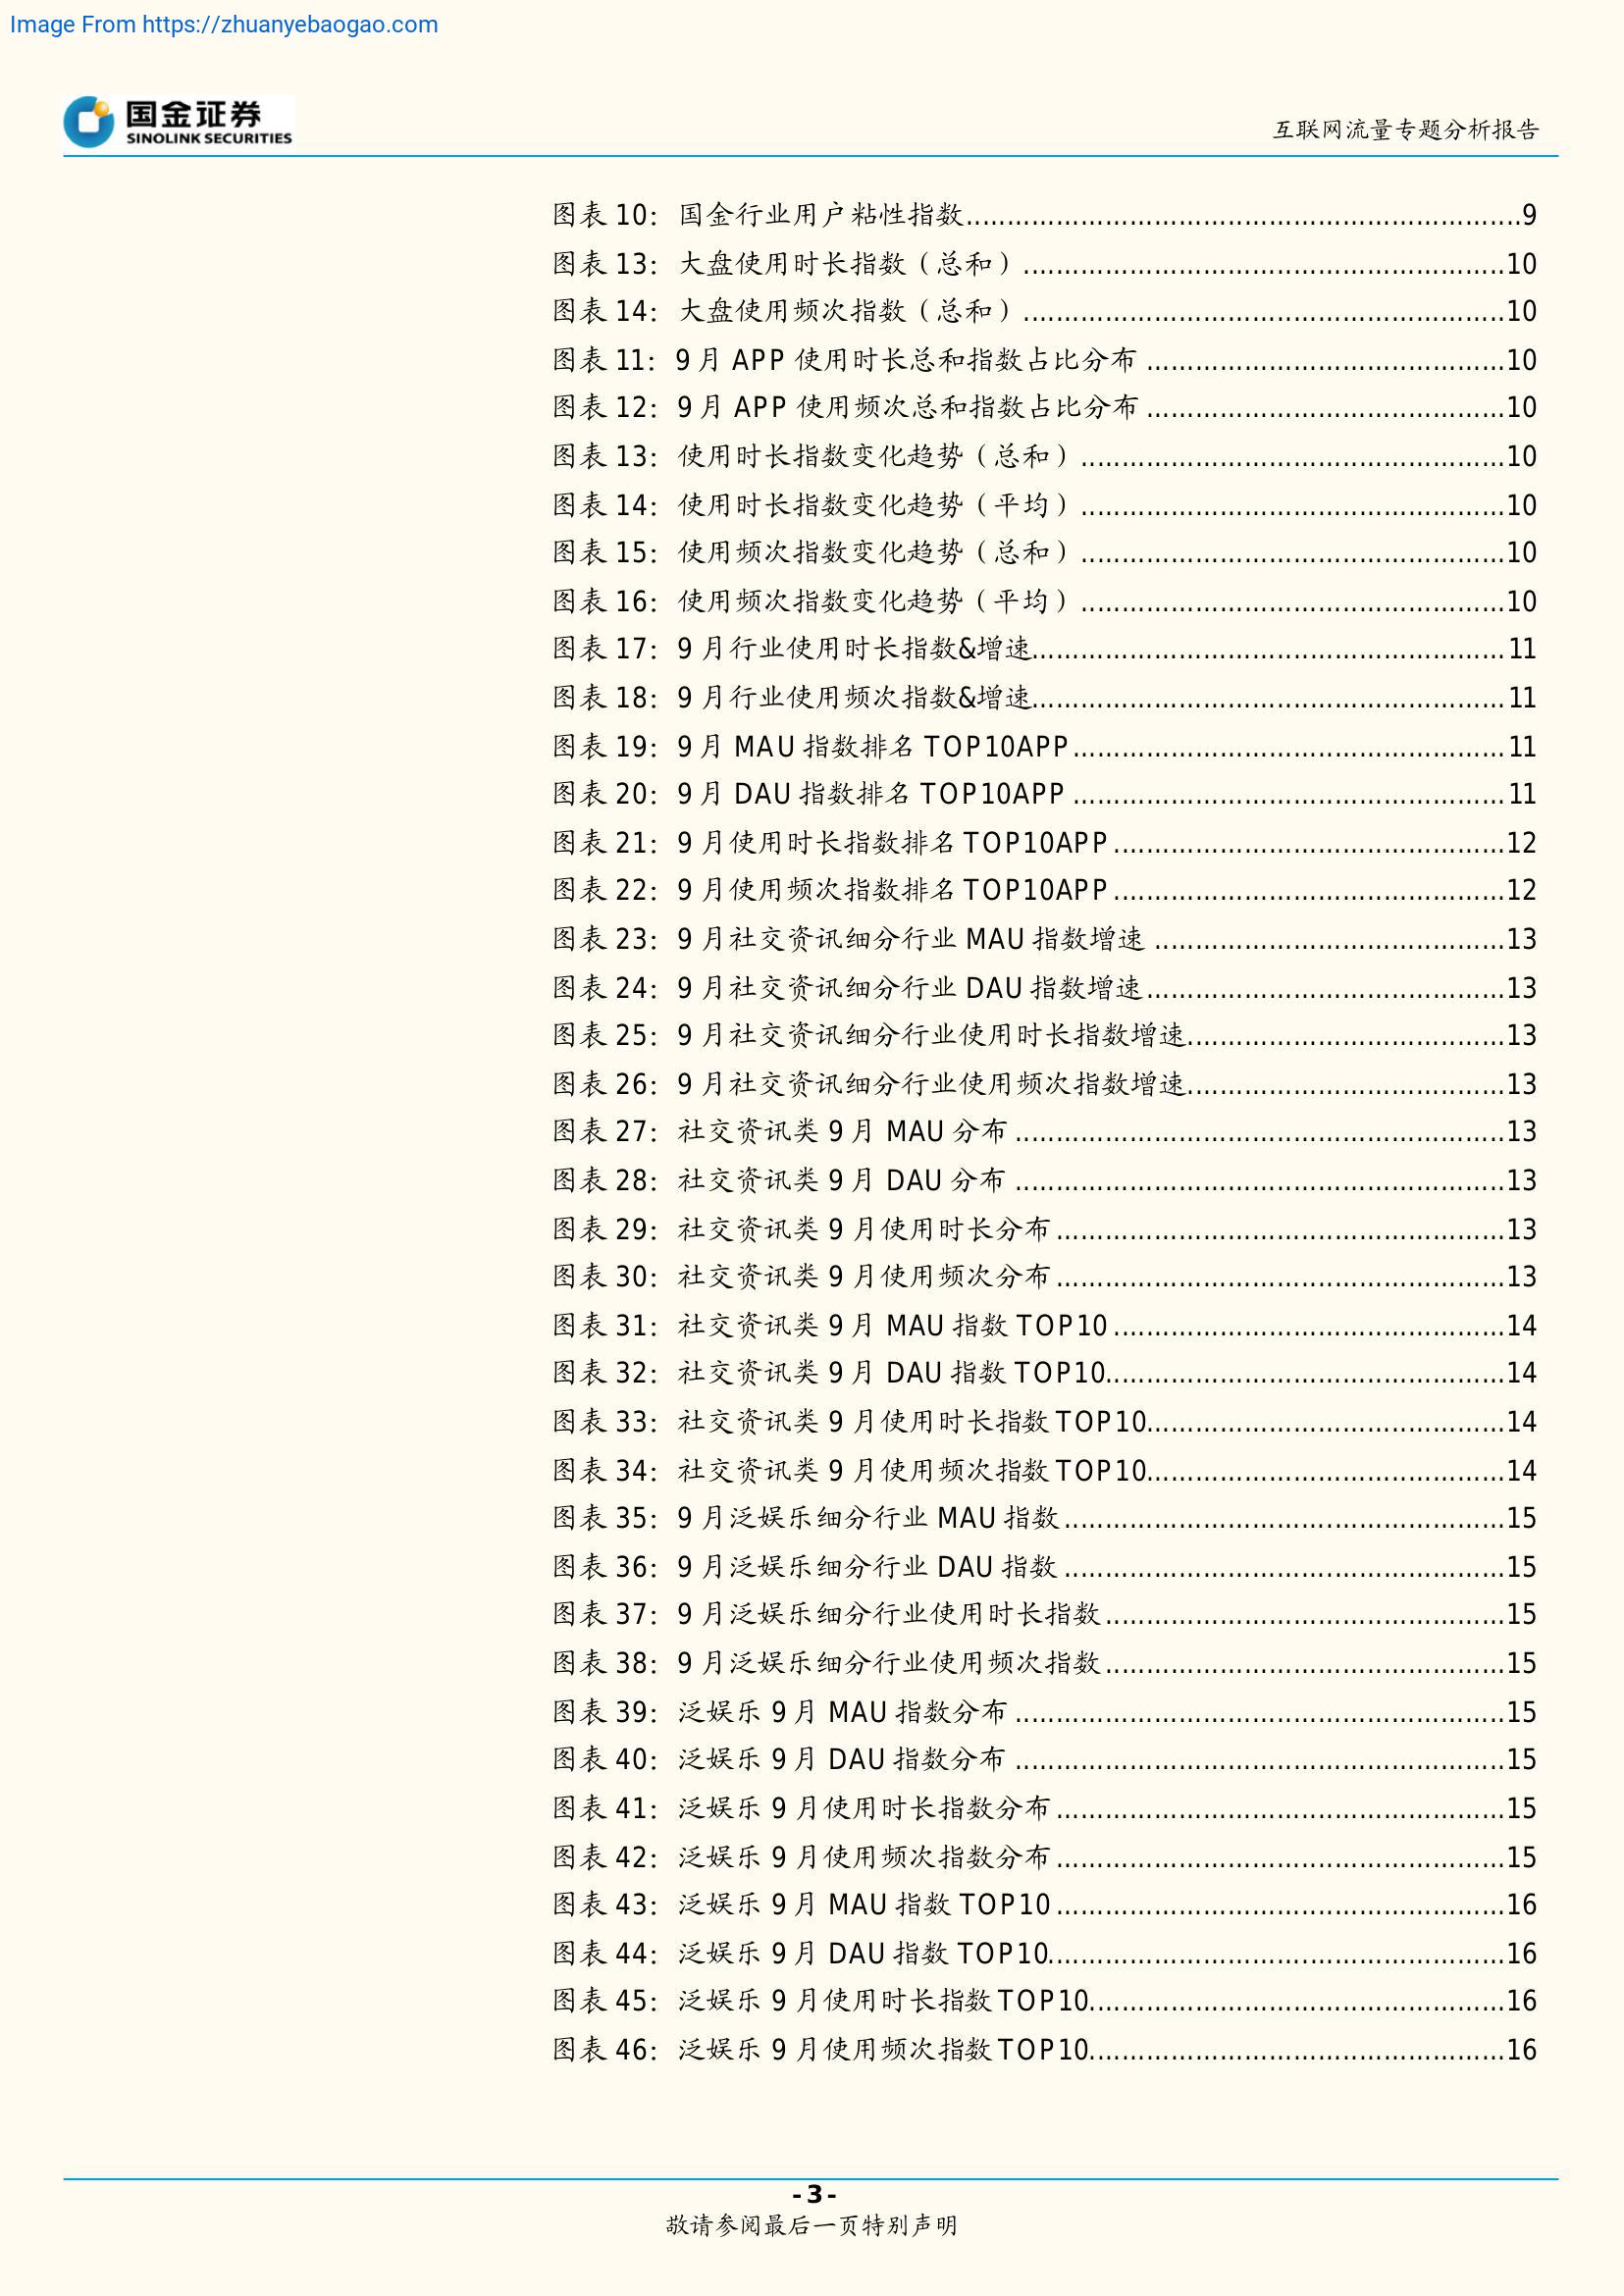 Image From https://zhuanyebaogao.com
国金证券
SINOLINK SECURITIES
互联网流量专题分析报告
图表 10：国金行业用户粘性指数....................................................................9
图表 13：大盘使用时长指数（总和）...........................................................10
图表 14：大盘使用频次指数（总和）...........................................................10
图表 11：9 月 APP 使用时长总和指数占比分布 ............................................10
图表 12：9 月 APP 使用频次总和指数占比分布 ............................................10
图表 13：使用时长指数变化趋势（总和）....................................................10
图表 14：使用时长指数变化趋势（平均）....................................................10
图表 15：使用频次指数变化趋势（总和）....................................................10
图表 16：使用频次指数变化趋势（平均）....................................................10
图表 17：9 月行业使用时长指数&增速..........................................................11
图表 18：9 月行业使用频次指数&增速..........................................................11
图表 19：9 月 MAU 指数排名 TOP10APP.....................................................11
图表 20：9 月 DAU 指数排名 TOP10APP .....................................................11
图表 21：9 月使用时长指数排名 TOP10APP................................................12
图表 22：9 月使用频次指数排名 TOP10APP................................................12
图表 23：9 月社交资讯细分行业 MAU 指数增速 ...........................................13
图表 24：9 月社交资讯细分行业 DAU 指数增速............................................13
图表 25：9 月社交资讯细分行业使用时长指数增速.......................................13
图表 26：9 月社交资讯细分行业使用频次指数增速.......................................13
图表 27：社交资讯类 9 月 MAU 分布 ............................................................13
图表 28：社交资讯类 9 月 DAU 分布 ............................................................13
图表 29：社交资讯类 9 月使用时长分布.......................................................13
图表 30：社交资讯类 9 月使用频次分布.......................................................13
图表 31：社交资讯类 9 月 MAU 指数 TOP10................................................14
图表 32：社交资讯类 9 月 DAU 指数 TOP10.................................................14
图表 33：社交资讯类 9 月使用时长指数 TOP10............................................14
图表 34：社交资讯类 9 月使用频次指数 TOP10............................................14
图表 35：9 月泛娱乐细分行业 MAU 指数......................................................15
图表 36：9 月泛娱乐细分行业 DAU 指数 ......................................................15
图表 37：9 月泛娱乐细分行业使用时长指数.................................................15
图表 38：9 月泛娱乐细分行业使用频次指数.................................................15
图表 39：泛娱乐 9 月 MAU 指数分布 ............................................................15
图表 40：泛娱乐 9 月 DAU 指数分布 ............................................................15
图表 41：泛娱乐 9 月使用时长指数分布.......................................................15
图表 42：泛娱乐 9 月使用频次指数分布.......................................................15
图表 43：泛娱乐 9 月 MAU 指数 TOP10.......................................................16
图表 44：泛娱乐 9 月 DAU 指数 TOP10........................................................16
图表 45：泛娱乐 9 月使用时长指数 TOP10...................................................16
图表 46：泛娱乐 9 月使用频次指数 TOP10...................................................16
- 3 -
敬请参阅最后一页特别声明